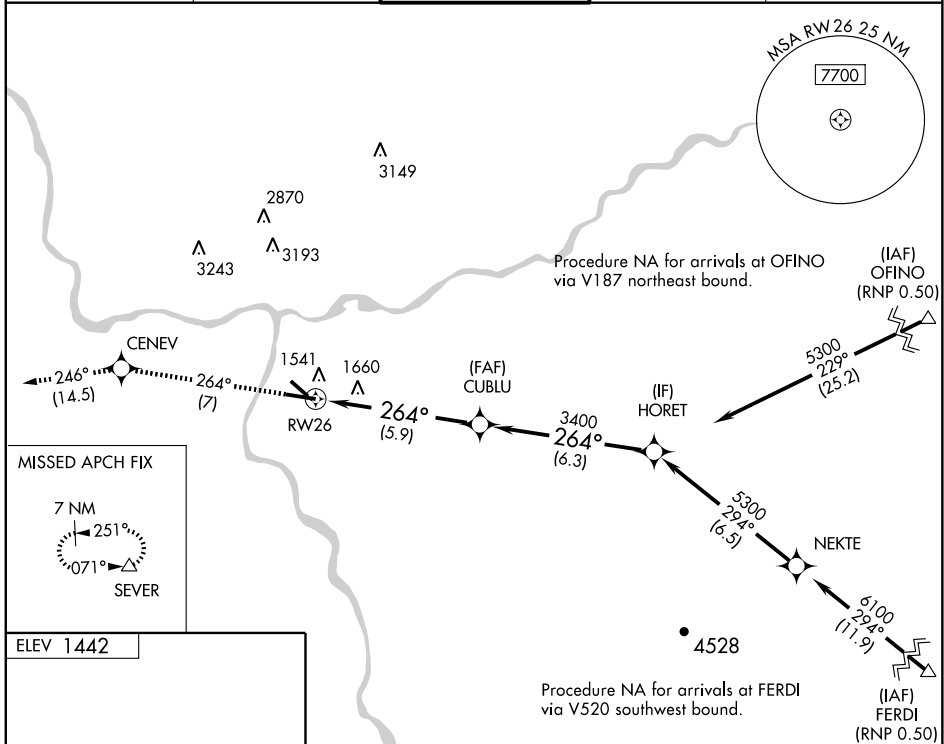 MSA RW 26 25 NM
7700
3149
2870
3193
3243
Procedure NA for arrivals at OFINO
via V187 northeast bound.
(IAF)
OFINO
(RNP 0.50)
5300
229°
(25.2)
CENEV
246°
(14.5)
264°
(7)
1541
1660
RW26
(FAF)
CUBLU
264°
(5.9)
(IF)
HORET
3400
264°
(6.3)
5300
294°
(6.5)
NEKTE
6100
294°
(11.9)
(IAF)
FERDI
(RNP 0.50)
MISSED APCH FIX
7 NM
251°
071°
SEVER
ELEV 1442
4528
Procedure NA for arrivals at FERDI
via V520 southwest bound.